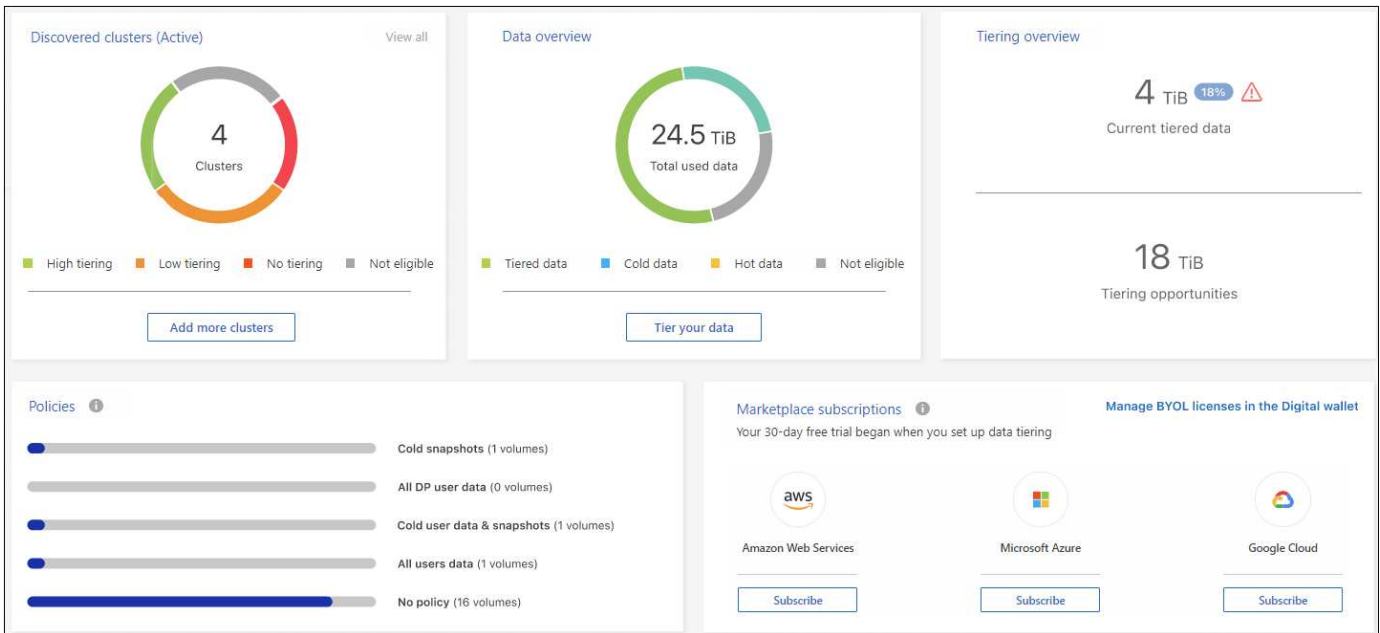 Discovered clusters (Active)
View all
4
Clusters
High tiering
Low tiering
No tiering
Not eligible
Add more clusters
Data overview
24.5 TiB
Total used data
Tiered data
Cold data
Hot data
Not eligible
Tier your data
Tiering overview
4 TiB 18%
Current tiered data
18 TiB
Tiering opportunities
Policies
Cold snapshots (1 volumes)
All DP user data (0 volumes)
Cold user data & snapshots (1 volumes)
All users data (1 volumes)
No policy (16 volumes)
Marketplace subscriptions
Manage BYOL licenses in the Digital wallet
Your 30-day free trial began when you set up data tiering
aws
Amazon Web Services
Subscribe
Microsoft Azure
Subscribe
Google Cloud
Subscribe